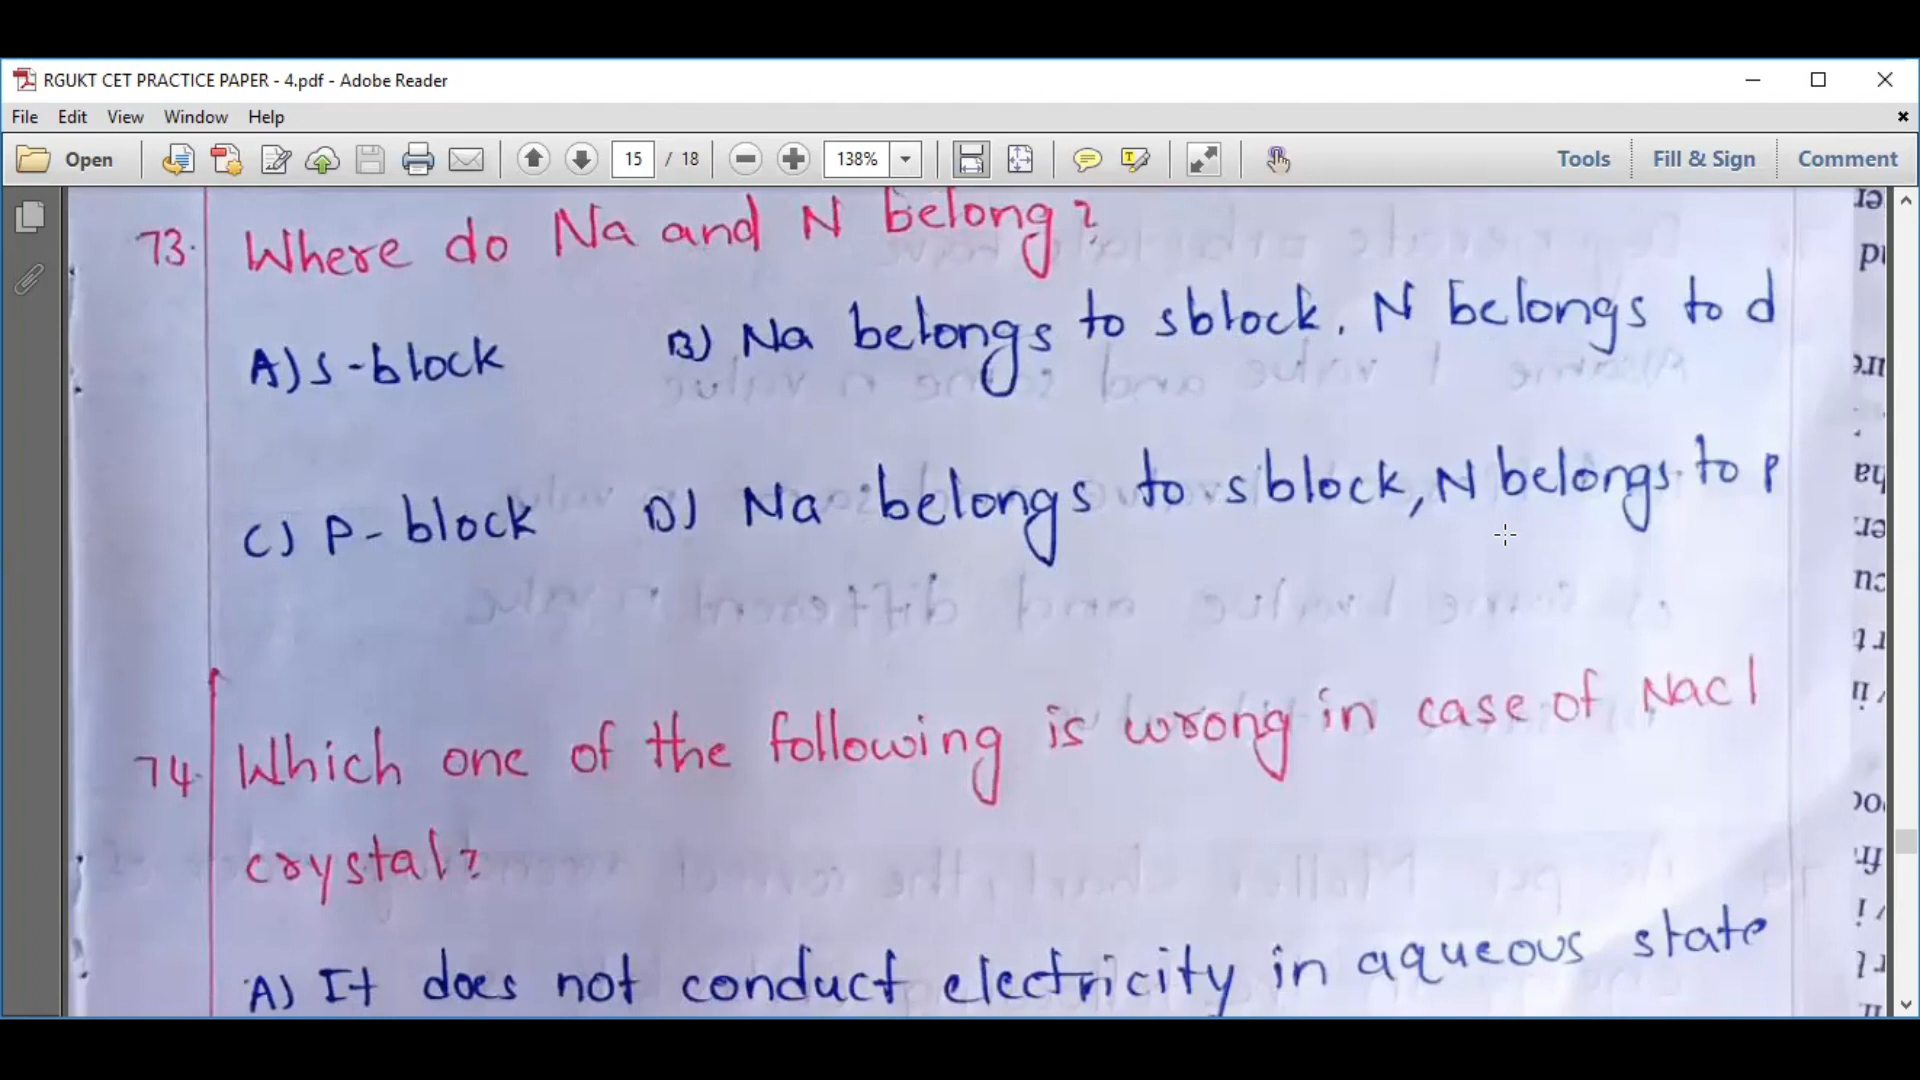 RGUKT CET PRACTICE PAPER - 4.pdf - Adobe Reader
File Edit View Window Help
Open 15 / 18 138% Tools Fill & Sign Comment
73. Where do Na and N belong?
A) s-block B) Na belongs to sblock. N belongs to d
C) P-block D) Na belongs to s block, N belongs to p
74. Which one of the following is wrong in case of Nacl
crystal?
A) It does not conduct electricity in aqueous state